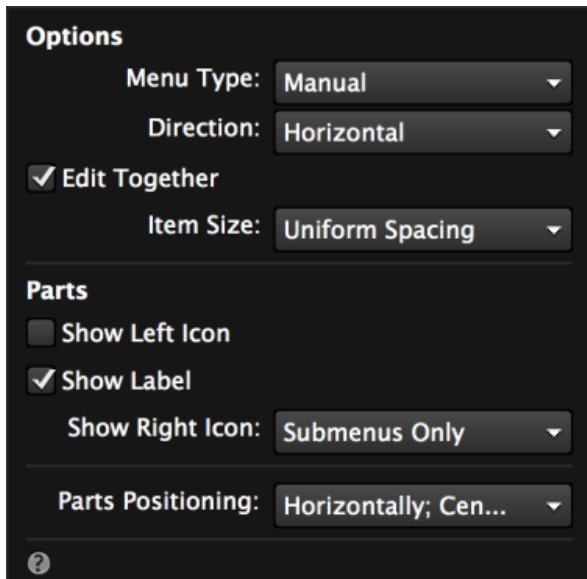 Options
Menu Type: Manual
Direction: Horizontal
Edit Together
Item Size: Uniform Spacing
Parts
Show Left Icon
Show Label
Show Right Icon: Submenus Only
Parts Positioning: Horizontally; Cen...
?